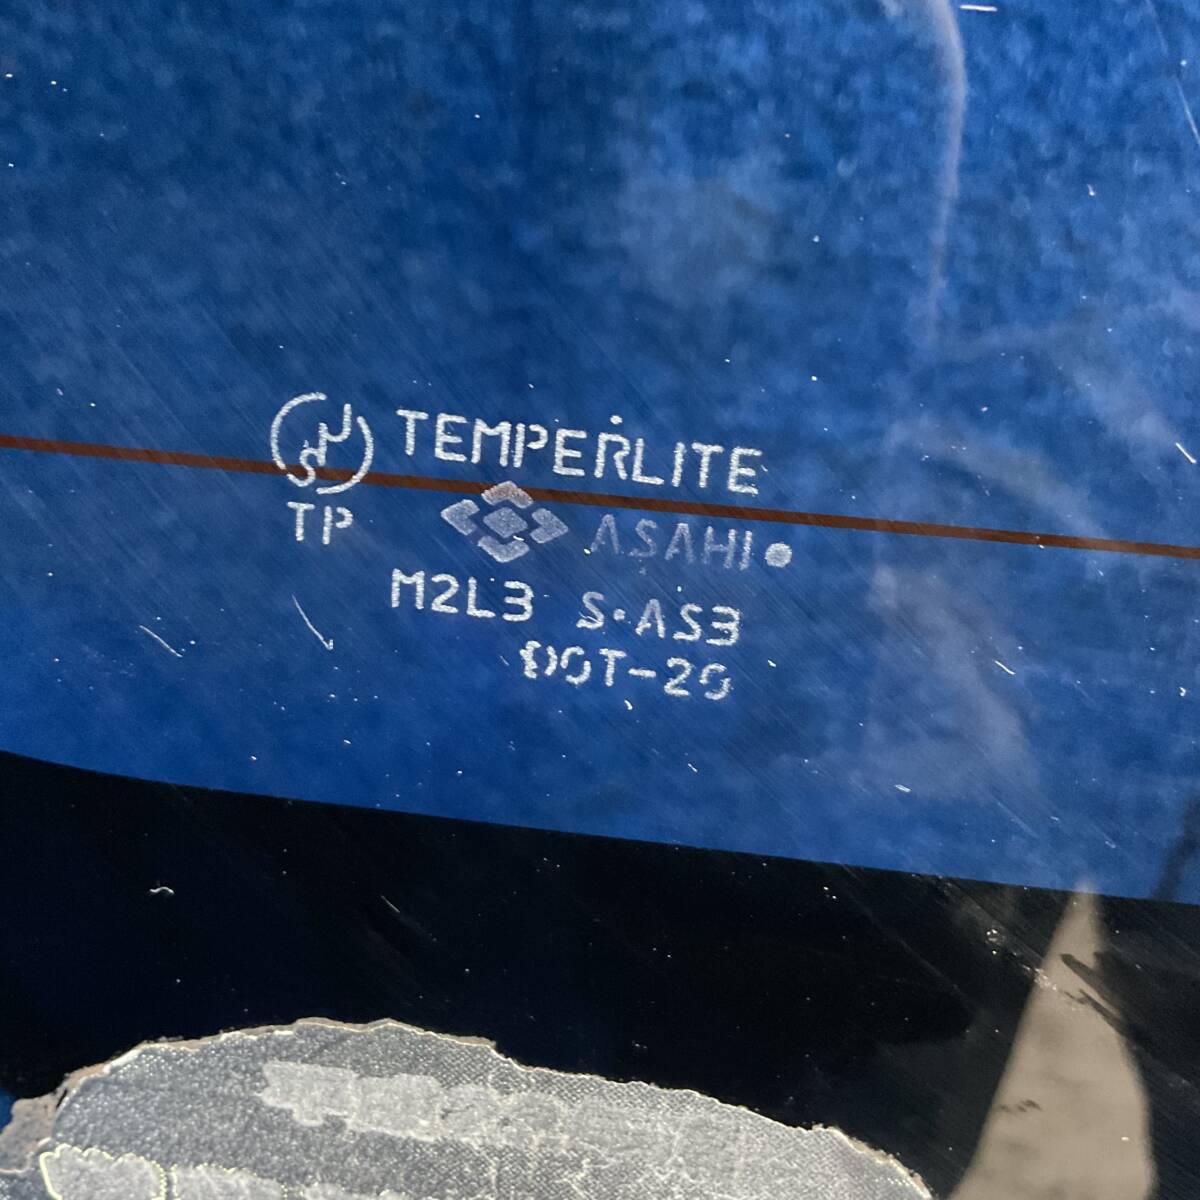 TEMPERLITE
TP
ASAHI
M2L3 S·AS3
DOT-20